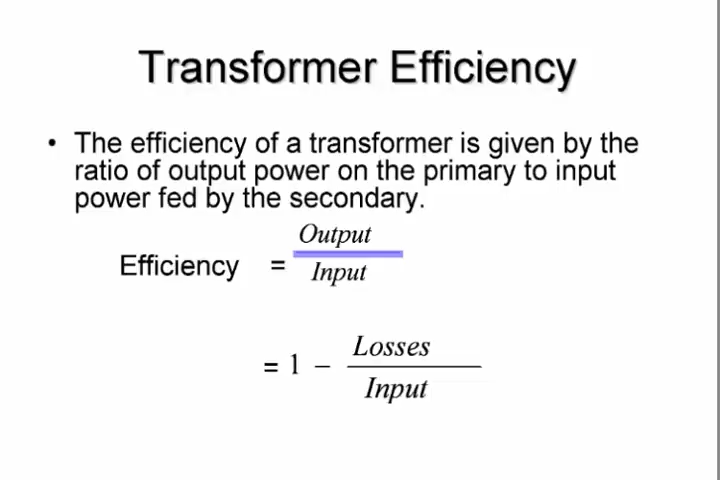 Transformer Efficiency
• The efficiency of a transformer is given by the
ratio of output power on the primary to input
power fed by the secondary.
Output
Efficiency =
Input
Losses
= 1 −
Input